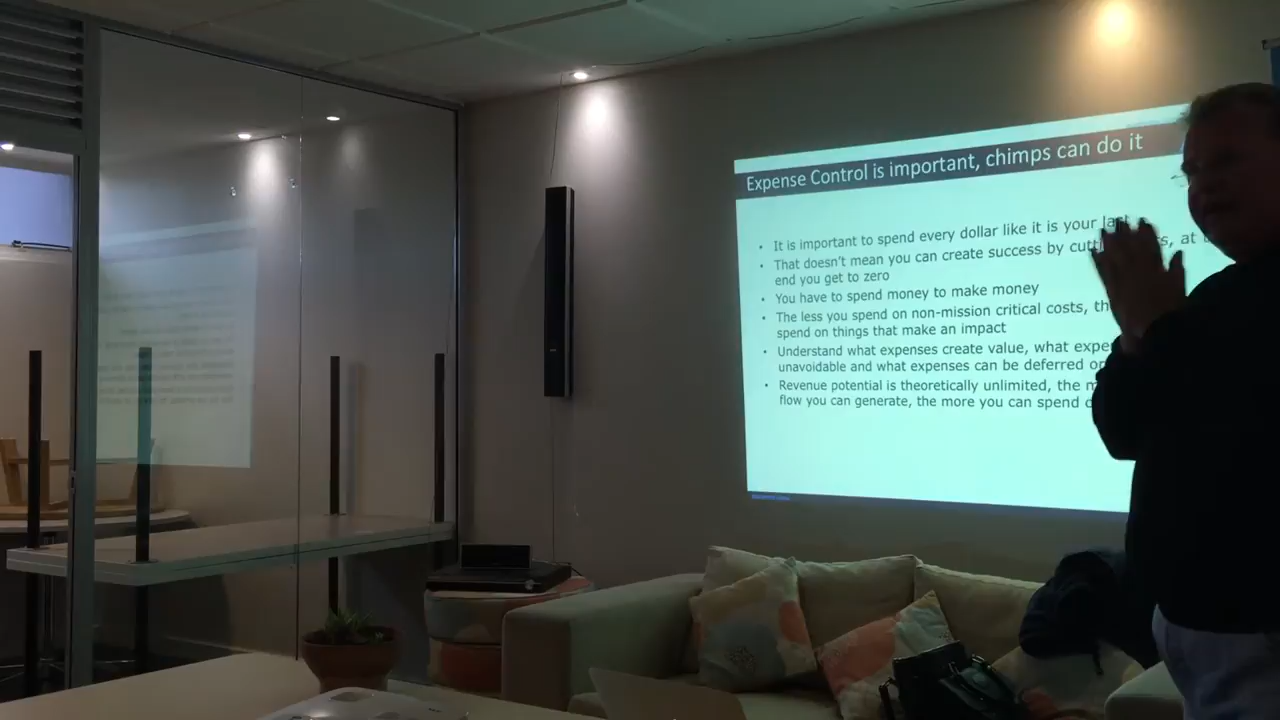 Expense Control is important, chimps can do it
• It is important to spend every dollar like it is your last
• That doesn't mean you can create success by cutting, at
end you get to zero
• You have to spend money to make money
• The less you spend on non-mission critical costs,
spend on things that make an impact
• Understand what expenses create value, what
unavoidable and what expenses can be deferred
• Revenue potential is theoretically unlimited, the
flow you can generate, the more you can spend